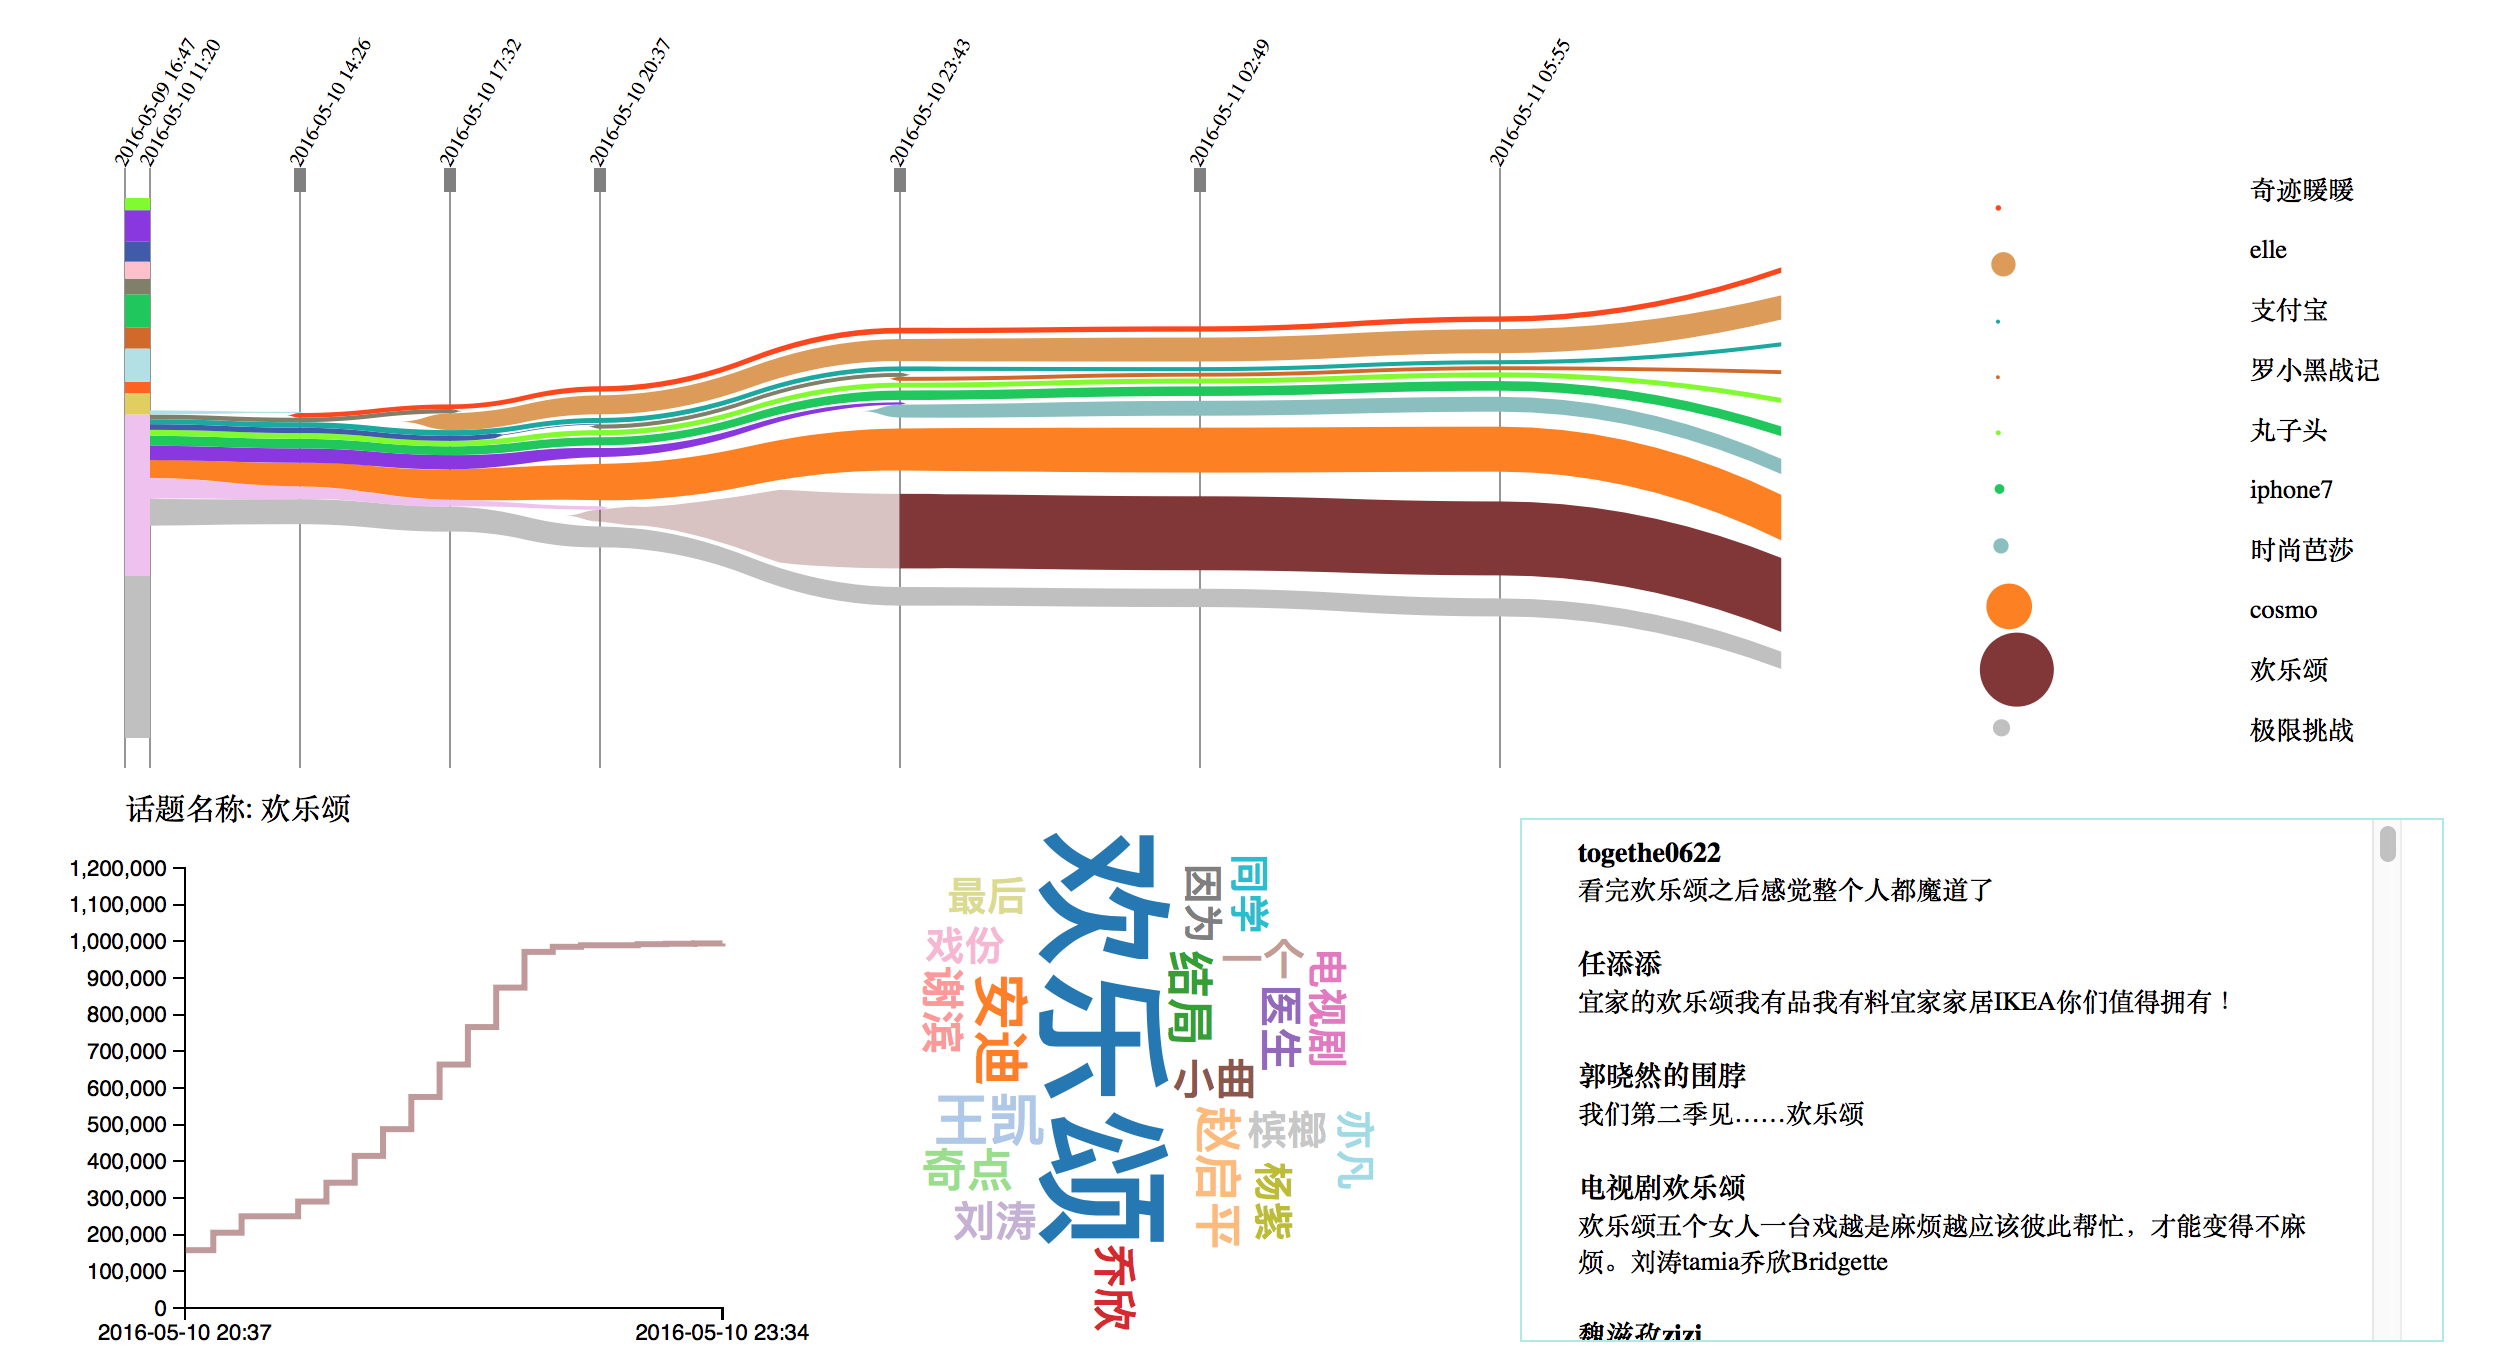 2016-05-09 16:47
2016-05-10 11:20
2016-05-10 14:26
2016-05-10 17:32
2016-05-10 20:37
2016-05-10 23:43
2016-05-11 02:49
2016-05-11 05:55
奇迹暖暖
elle
支付宝
罗小黑战记
丸子头
iphone7
时尚芭莎
cosmo
欢乐颂
极限挑战
话题名称: 欢乐颂
1,200,000
1,100,000
1,000,000
900,000
800,000
700,000
600,000
500,000
400,000
300,000
200,000
100,000
0
2016-05-10 20:37
2016-05-10 23:34
欢乐颂
最后
戏份
谢滨
安迪
王凯
奇点
刘涛
乔欣
因为
同学
一个
结局
医生
电视剧
小曲
赵启平
槟榔
杨紫
亦凡
togethe0622
看完欢乐颂之后感觉整个人都魔道了
任添添
宜家的欢乐颂我有品我有料宜家家居IKEA你们值得拥有！
郭晓然的围脖
我们第二季见……欢乐颂
电视剧欢乐颂
欢乐颂五个女人一台戏越是麻烦越应该彼此帮忙，才能变得不麻
烦。刘涛tamia乔欣Bridgette
魏滋孜zizi